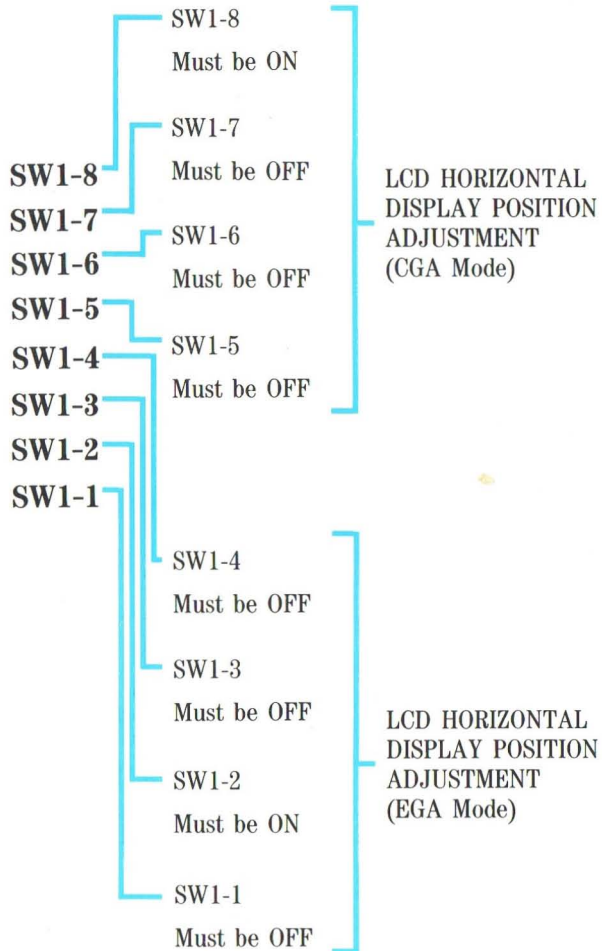 SW1-8
SW1-7
SW1-6
SW1-5
SW1-4
SW1-3
SW1-2
SW1-1
SW1-8
Must be ON
SW1-7
Must be OFF
SW1-6
Must be OFF
SW1-5
Must be OFF
LCD HORIZONTAL
DISPLAY POSITION
ADJUSTMENT
(CGA Mode)
SW1-4
Must be OFF
SW1-3
Must be OFF
SW1-2
Must be ON
SW1-1
Must be OFF
LCD HORIZONTAL
DISPLAY POSITION
ADJUSTMENT
(EGA Mode)